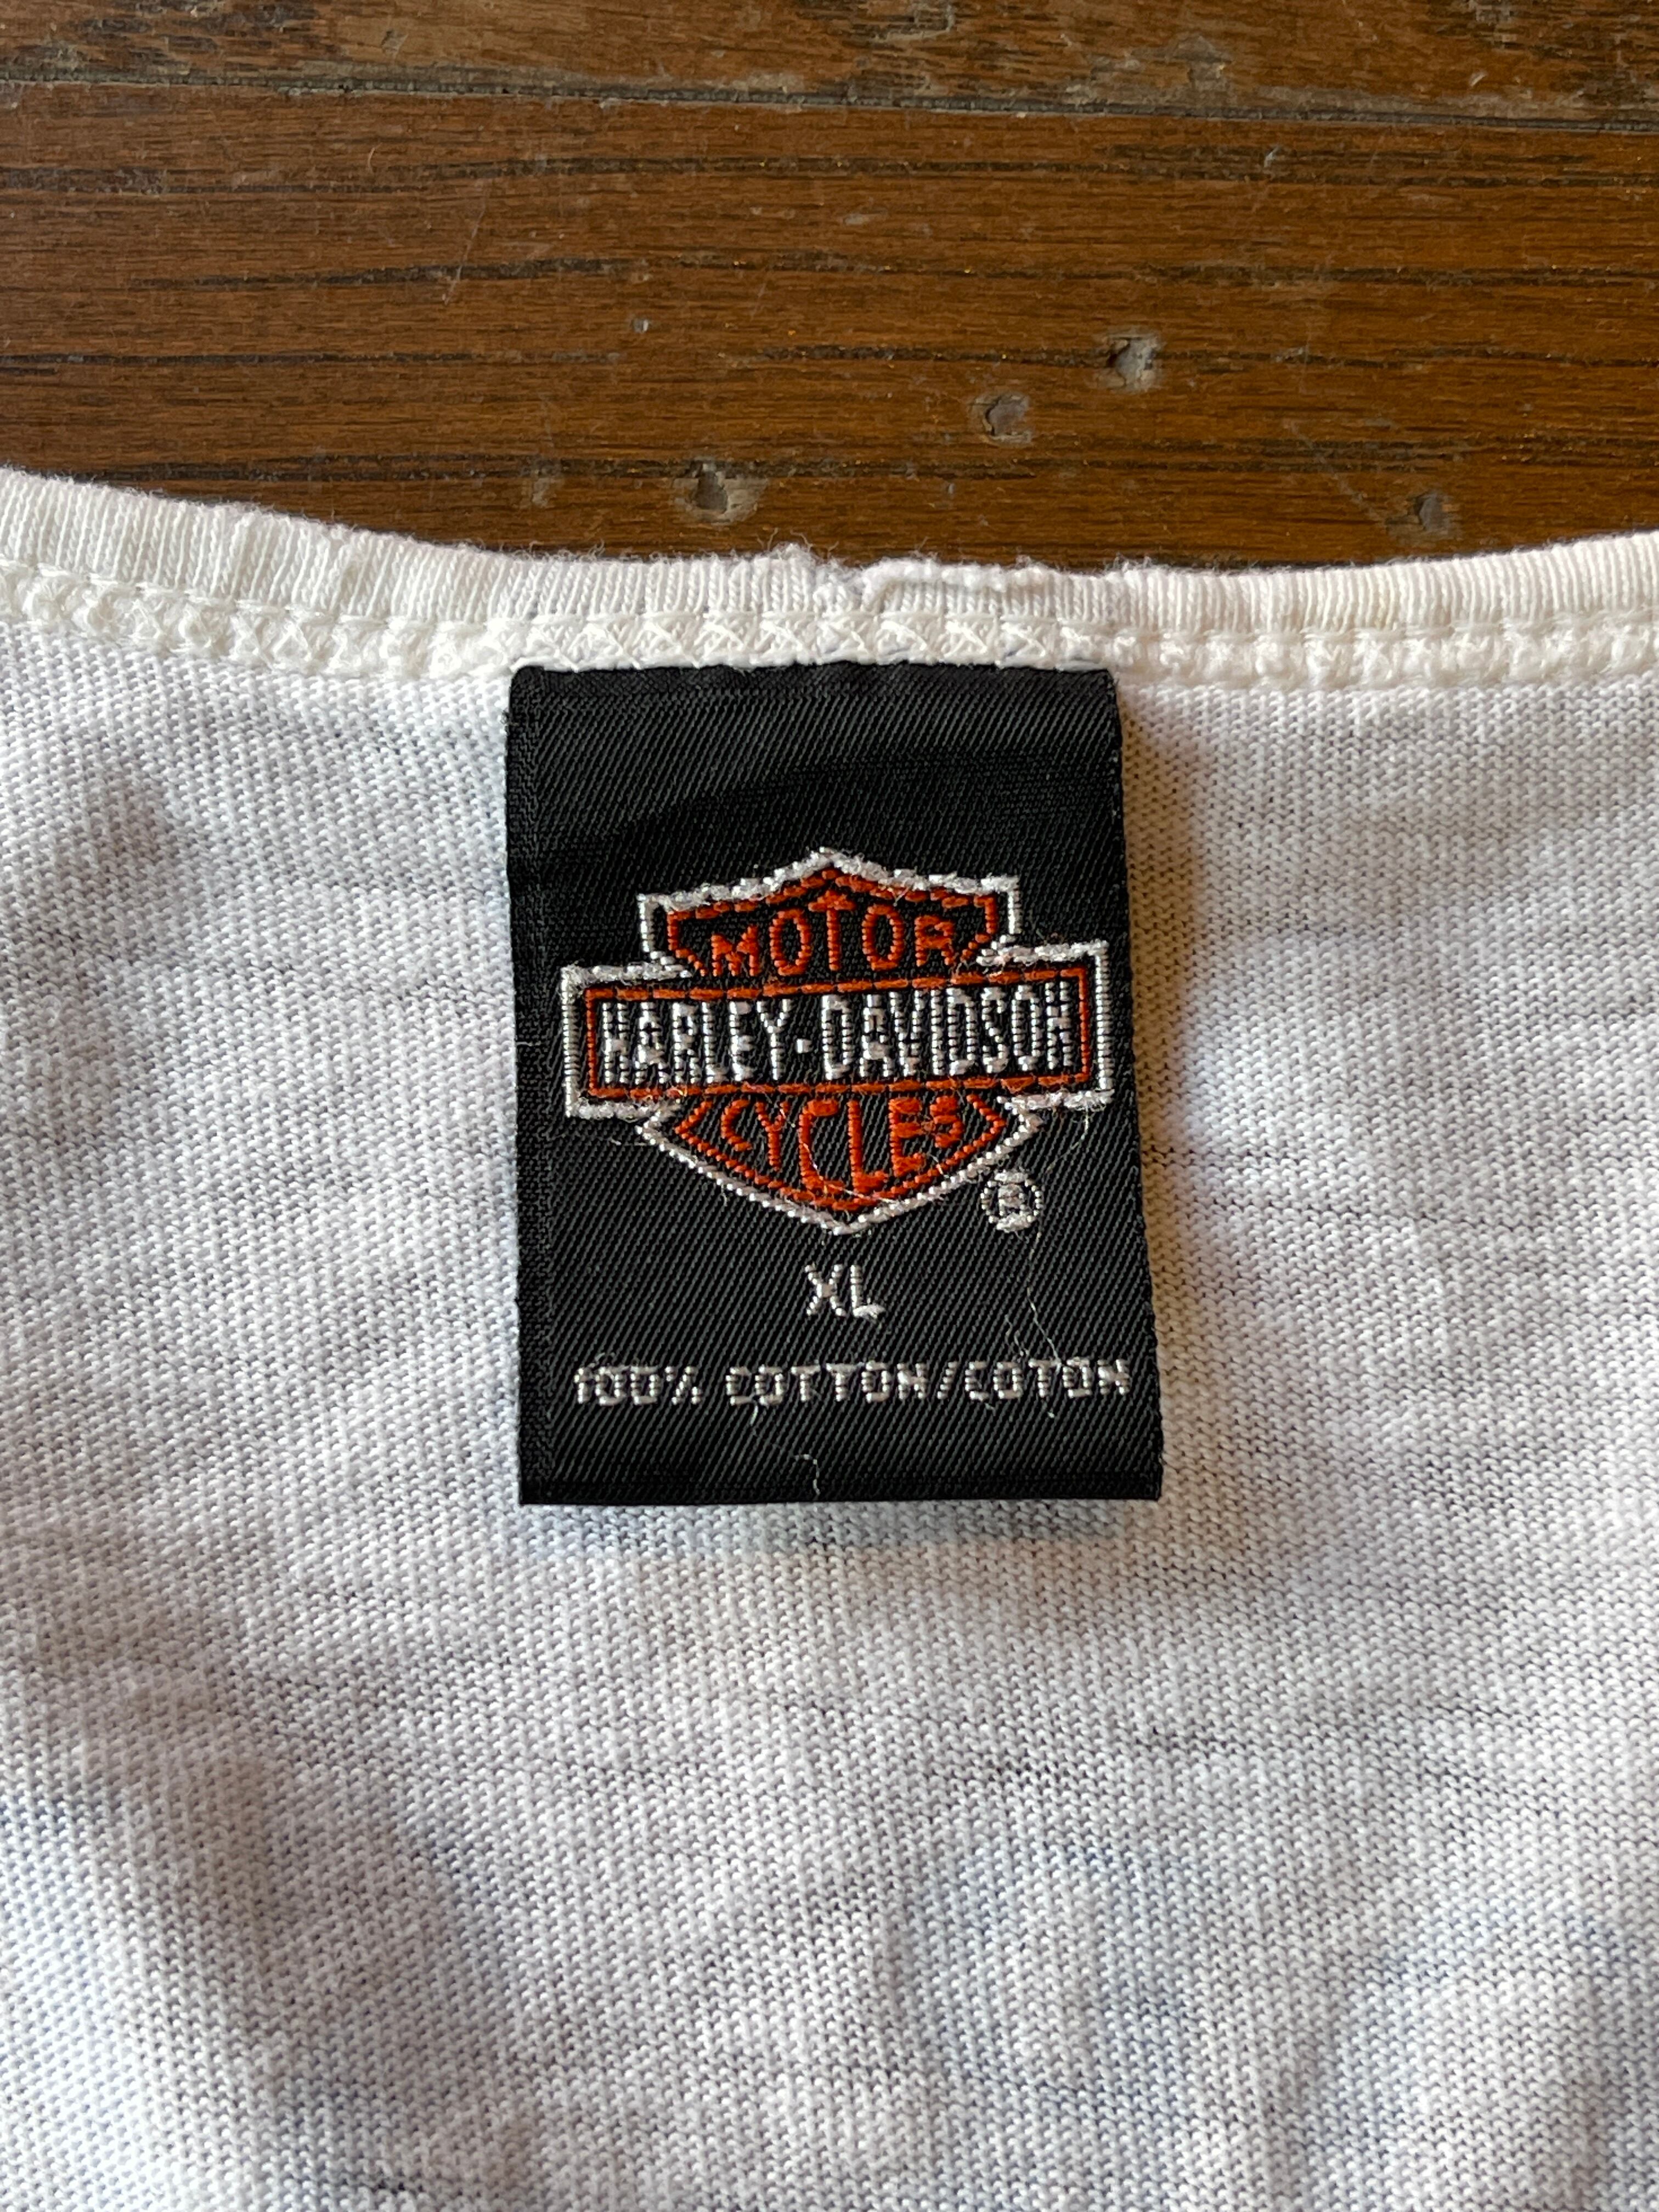 MOTOR
HARLEY-DAVIDSON
CYCLES
®
XL
100% COTTON/COTON